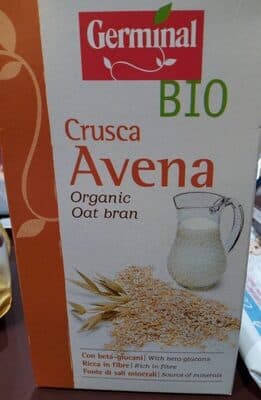 Germinal
BIO
Crusca
Avena
Organic
Oat bran
Con beta-glucani | With beta-glucans
Ricca in fibre | Rich in fibre
Fonte di sali minerali | Source of minerals